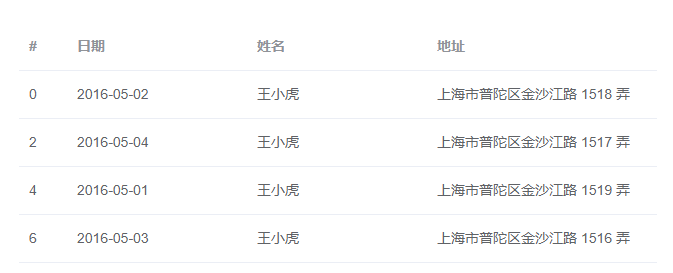 # 日期 姓名 地址
0 2016-05-02 王小虎 上海市普陀区金沙江路 1518 弄
2 2016-05-04 王小虎 上海市普陀区金沙江路 1517 弄
4 2016-05-01 王小虎 上海市普陀区金沙江路 1519 弄
6 2016-05-03 王小虎 上海市普陀区金沙江路 1516 弄